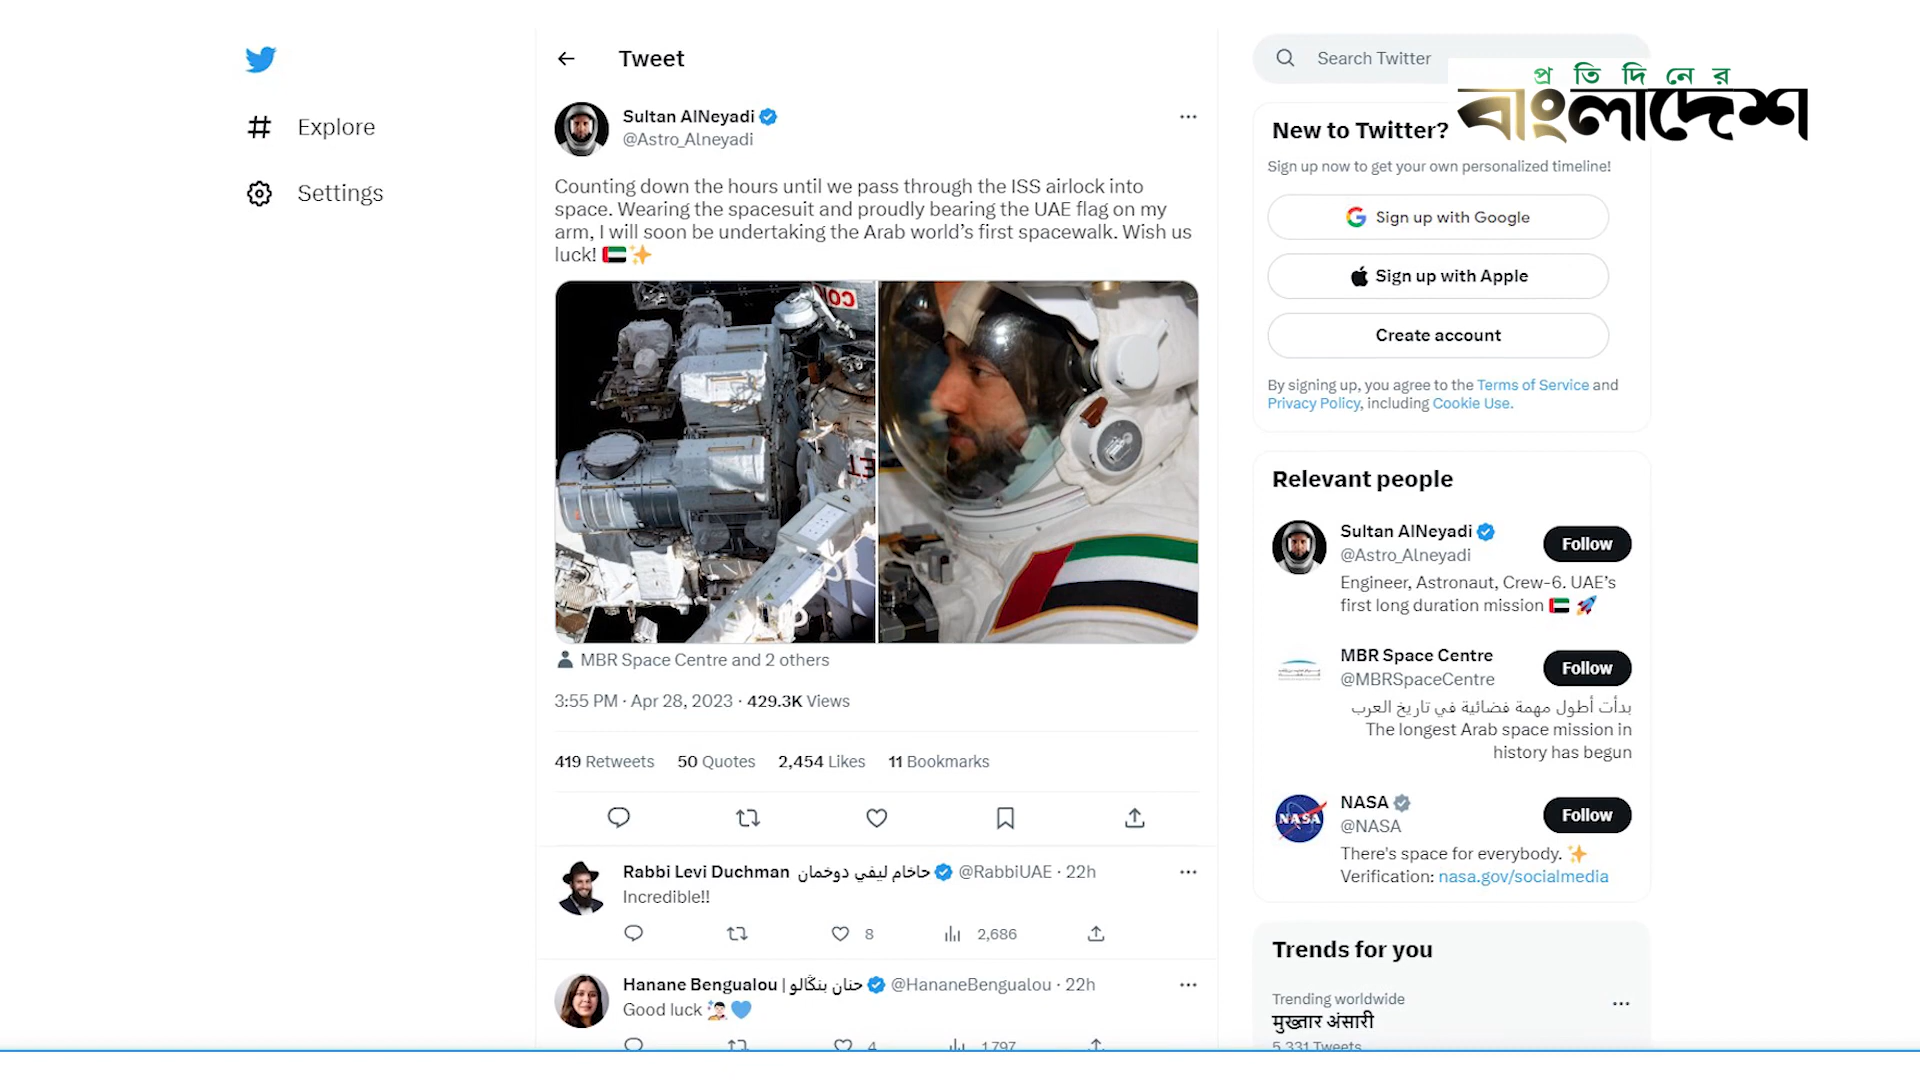 Tweet
Explore
Settings
Sultan AlNeyadi
@Astro_Alneyadi
Counting down the hours until we pass through the ISS airlock into
space. Wearing the spacesuit and proudly bearing the UAE flag on my
arm, I will soon be undertaking the Arab world’s first spacewalk. Wish us
luck! 🇦🇪✨
MBR Space Centre and 2 others
3:55 PM · Apr 28, 2023 · 429.3K Views
419 Retweets 50 Quotes 2,454 Likes 11 Bookmarks
Rabbi Levi Duchman حاخام ليفي دوخمان @RabbiUAE · 22h
Incredible!!
8 2,686
Hanane Bengualou | حنان بنݣالو @HananeBengualou · 22h
Good luck
4 1,797
Search Twitter
প্রতিদিনের
বাংলাদেশ
New to Twitter?
Sign up now to get your own personalized timeline!
Sign up with Google
Sign up with Apple
Create account
By signing up, you agree to the Terms of Service and
Privacy Policy, including Cookie Use.
Relevant people
Sultan AlNeyadi
@Astro_Alneyadi
Follow
Engineer, Astronaut, Crew-6. UAE’s
first long duration mission 🇦🇪 🚀
MBR Space Centre
@MBRSpaceCentre
Follow
بدأت أطول مهمة فضائية في تاريخ العرب
The longest Arab space mission in
history has begun
NASA
NASA
@NASA
Follow
There's space for everybody. ✨
Verification: nasa.gov/socialmedia
Trends for you
Trending worldwide
मुख्तार अंसारी
5,331 Tweets